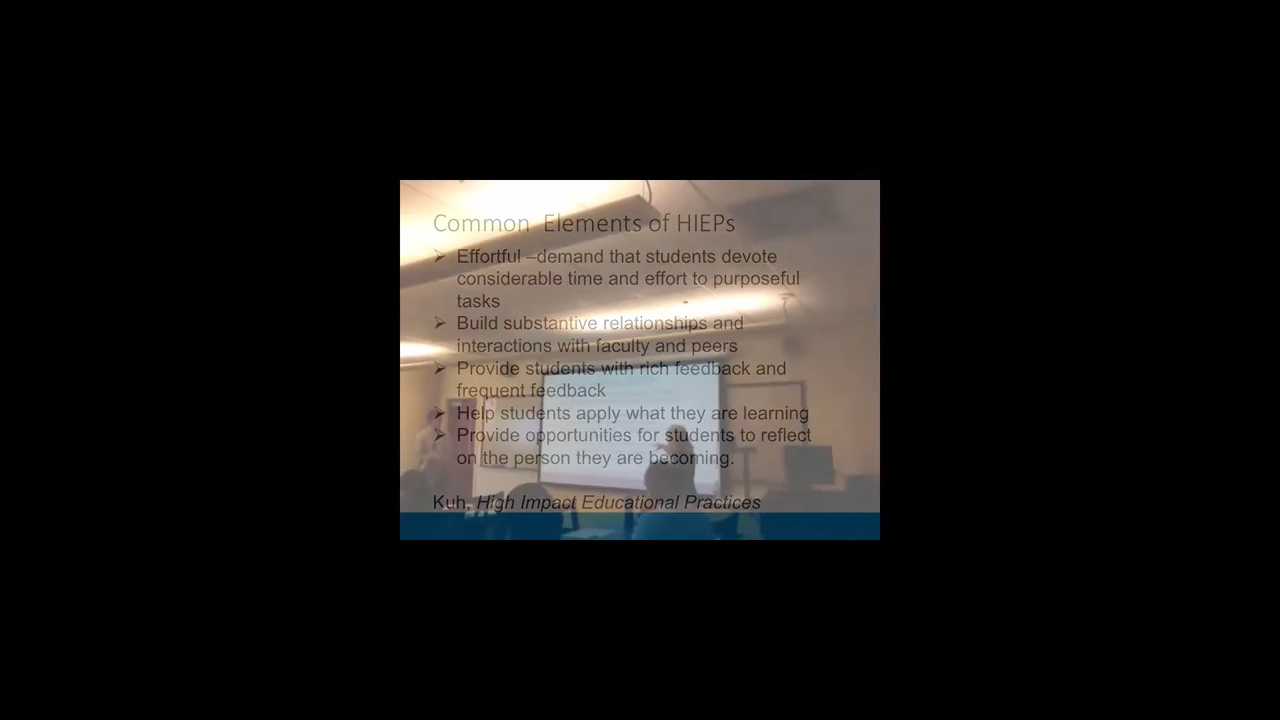 Common Elements of HIEPs
➢ Effortful –demand that students devote
considerable time and effort to purposeful
tasks
➢ Build substantive relationships and
interactions with faculty and peers
➢ Provide students with rich feedback and
frequent feedback
➢ Help students apply what they are learning
➢ Provide opportunities for students to reflect
on the person they are becoming.
Kuh, High Impact Educational Practices